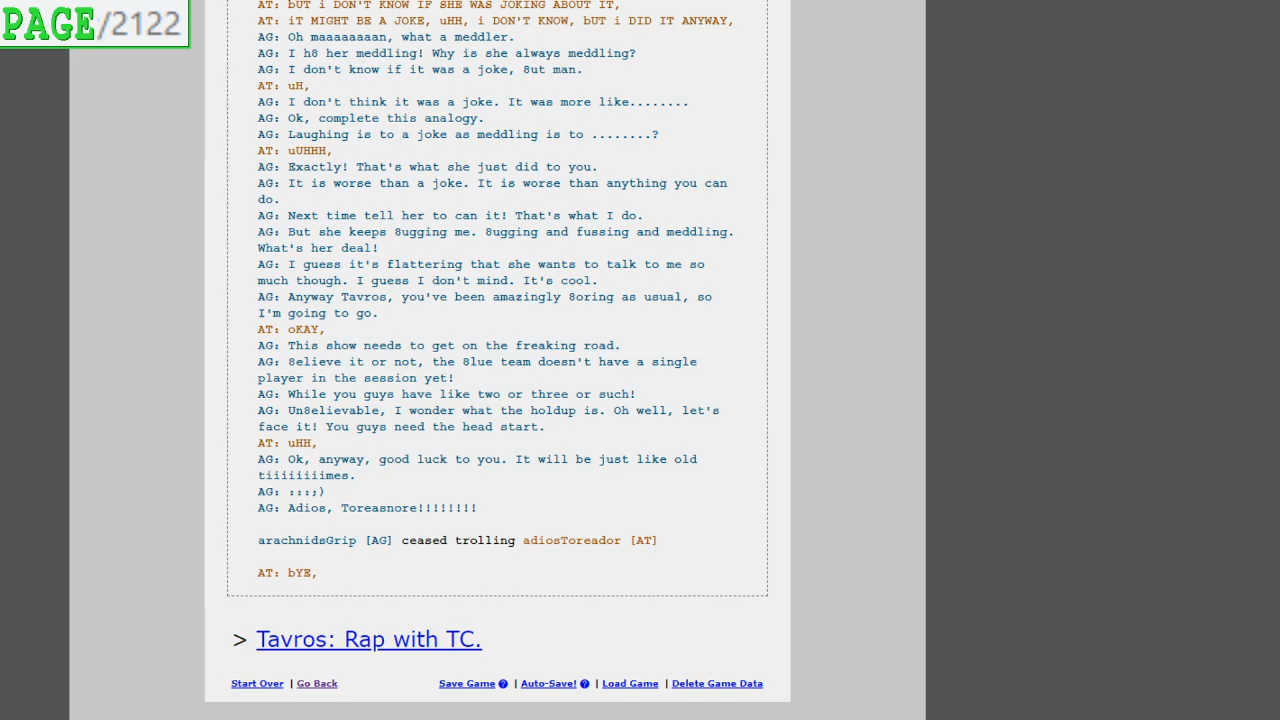 PAGE/2122
AT: bUT i DON'T KNOW IF SHE WAS JOKING ABOUT IT,
AT: iT MIGHT BE A JOKE, uHH, i DON'T KNOW, bUT i DID IT ANYWAY,
AG: Oh maaaaaaaan, what a meddler.
AG: I h8 her meddling! Why is she always meddling?
AG: I don't know if it was a joke, 8ut man.
AT: uH,
AG: I don't think it was a joke. It was more like........
AG: Ok, complete this analogy.
AG: Laughing is to a joke as meddling is to ........?
AT: uUHHH,
AG: Exactly! That's what she just did to you.
AG: It is worse than a joke. It is worse than anything you can
do.
AG: Next time tell her to can it! That's what I do.
AG: But she keeps 8ugging me. 8ugging and fussing and meddling.
What's her deal!
AG: I guess it's flattering that she wants to talk to me so
much though. I guess I don't mind. It's cool.
AG: Anyway Tavros, you've been amazingly 8oring as usual, so
I'm going to go.
AT: oKAY,
AG: This show needs to get on the freaking road.
AG: 8elieve it or not, the 8lue team doesn't have a single
player in the session yet!
AG: While you guys have like two or three or such!
AG: Un8elievable, I wonder what the holdup is. Oh well, let's
face it! You guys need the head start.
AT: uHH,
AG: Ok, anyway, good luck to you. It will be just like old
tiiiiiiiimes.
AG: :::;)
AG: Adios, Toreasnore!!!!!!!!
arachnidsGrip [AG] ceased trolling adiosToreador [AT]
AT: bYE,
> Tavros: Rap with TC.
Start Over | Go Back Save Game ? | Auto-Save! ? | Load Game | Delete Game Data